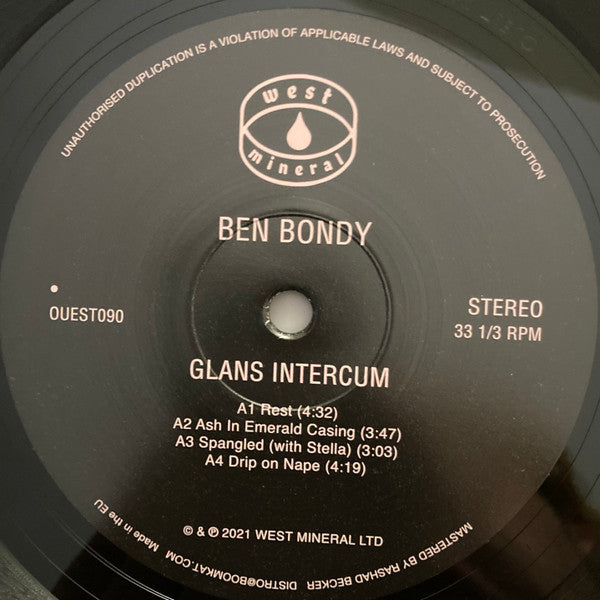 UNAUTHORISED DUPLICATION IS A VIOLATION OF APPLICABLE LAWS AND SUBJECT TO PROSECUTION
west
mineral
BEN BONDY
OUEST090
STEREO
33 1/3 RPM
GLANS INTERCUM
A1 Rest (4:32)
A2 Ash In Emerald Casing (3:47)
A3 Spangled (with Stella) (3:03)
A4 Drip on Nape (4:19)
© & ℗ 2021 WEST MINERAL LTD
Made in the EU
DISTRO@BOOMKAT.COM
MASTERED BY RASHAD BECKER